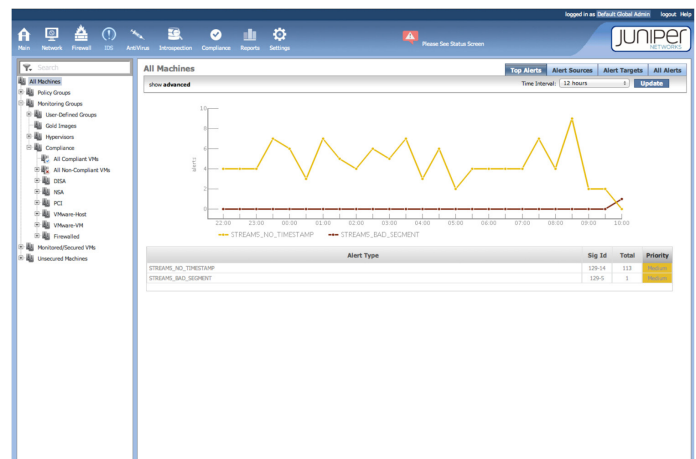 logged in as Default Global Admin logout Help
Main Network Firewall IDS AntiVirus Introspection Compliance Reports Settings
Please See Status Screen
JUNIPER
NETWORKS
Search
All Machines
Policy Groups
Monitoring Groups
User-Defined Groups
Gold Images
Hypervisors
Compliance
All Compliant VMs
All Non-Compliant VMs
DISA
NSA
PCI
VMware-Host
VMware-VM
Firewalled
Monitored/Secured VMs
Unsecured Machines
All Machines
Top Alerts Alert Sources Alert Targets All Alerts
show advanced
Time Interval: 12 hours Update
10
8
6
4
2
0
alerts
22:00 23:00 00:00 01:00 02:00 03:00 04:00 05:00 06:00 07:00 08:00 09:00 10:00
STREAM5_NO_TIMESTAMP STREAM5_BAD_SEGMENT
Alert Type Sig Id Total Priority
STREAM5_NO_TIMESTAMP 129-14 113 Medium
STREAM5_BAD_SEGMENT 129-5 1 Medium